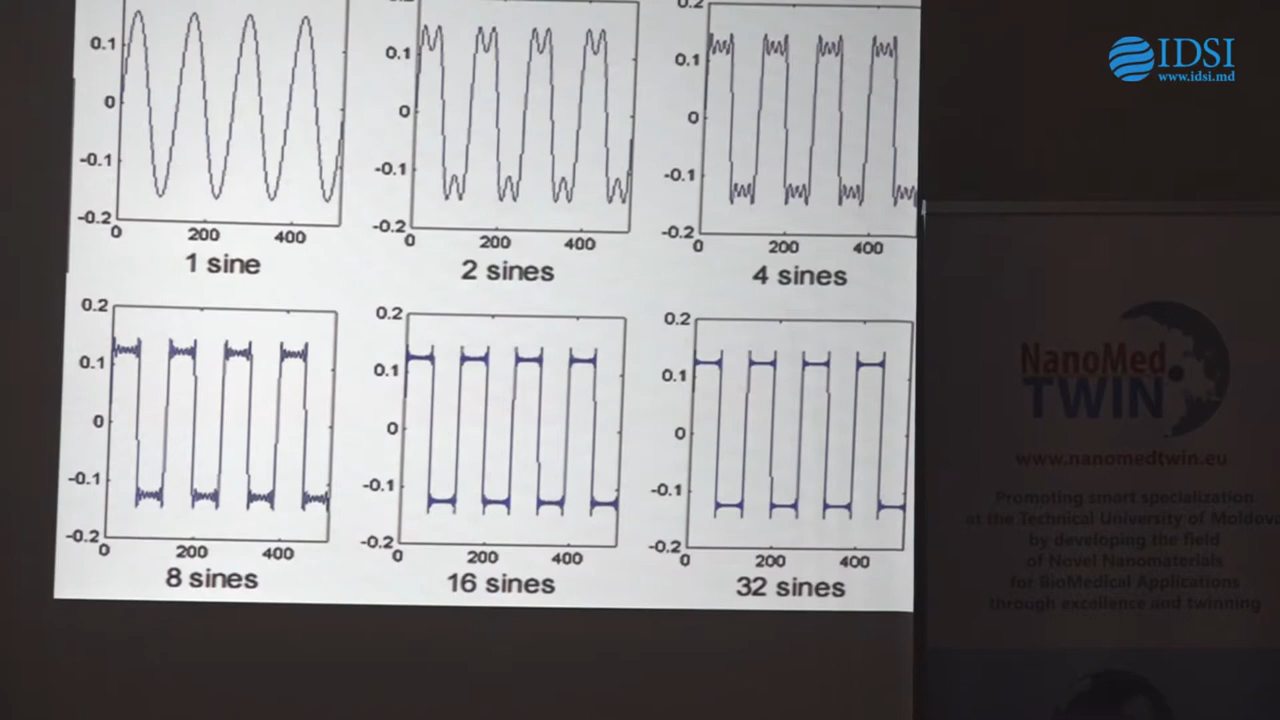 0.2
0.1
0
-0.1
-0.2
0 200 400
1 sine
0.1
0
-0.1
-0.2
0 200 400
2 sines
0.2
0.1
0
-0.1
-0.2
0 200 400
4 sines
0.2
0.1
0
-0.1
-0.2
0 200 400
8 sines
0.2
0.1
0
-0.1
-0.2
0 200 400
16 sines
0.2
0.1
0
-0.1
-0.2
0 200 400
32 sines
IDSI
www.idsi.md
NanoMed
TWIN
www.nanomedtwin.eu
Promoting smart specialization
at the Technical University of Moldova
by developing the field
of Novel Nanomaterials
for BioMedical Applications
through excellence and twinning